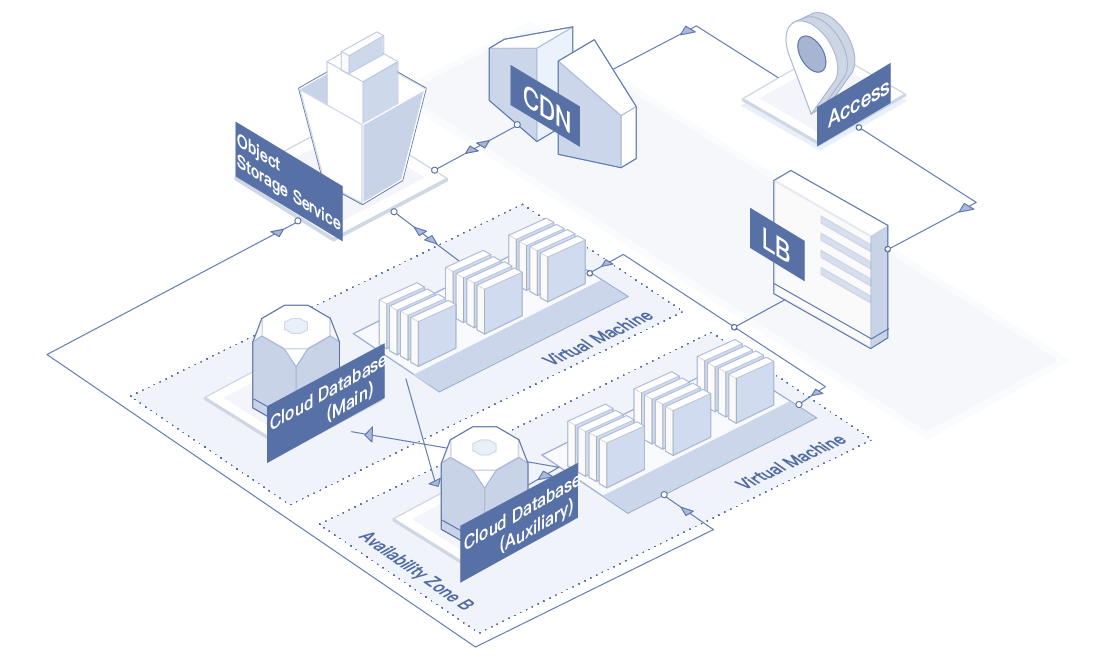 CDN
Access
Object
Storage Service
LB
Virtual Machine
Cloud Database
(Main)
Virtual Machine
Cloud Database
(Auxiliary)
Availability Zone B